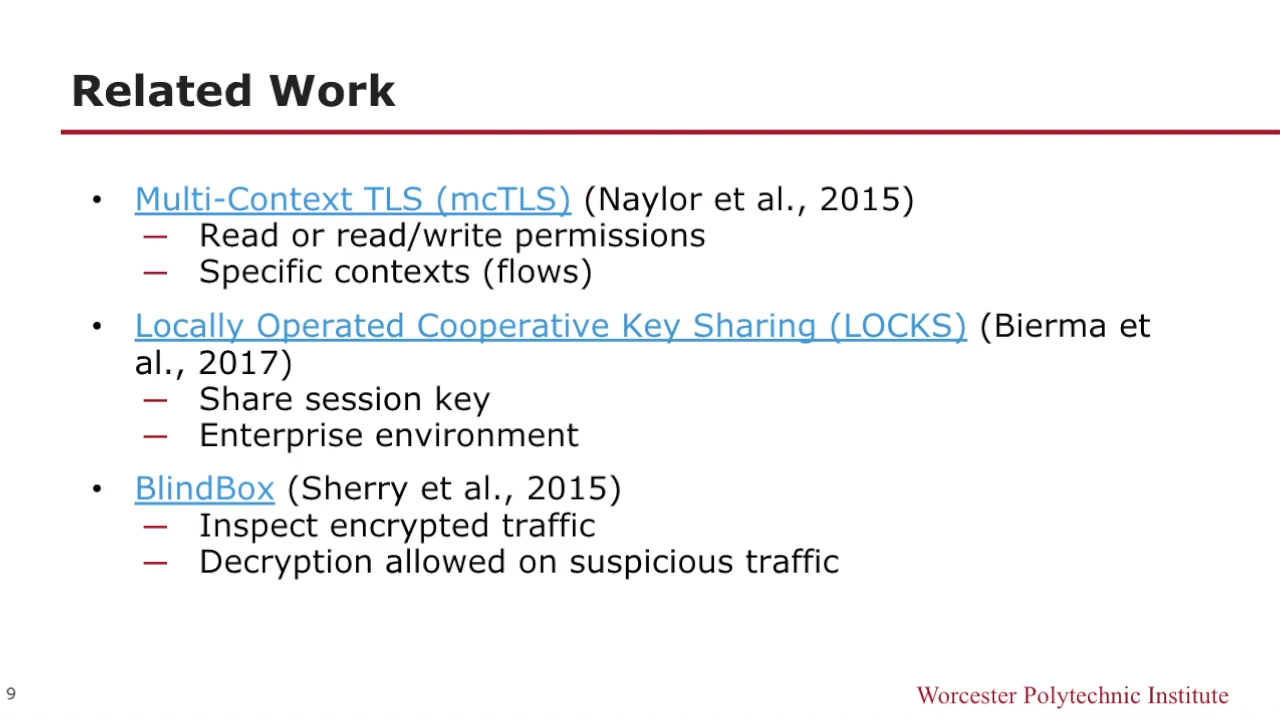 Related Work
• Multi-Context TLS (mcTLS) (Naylor et al., 2015)
— Read or read/write permissions
— Specific contexts (flows)
• Locally Operated Cooperative Key Sharing (LOCKS) (Bierma et
al., 2017)
— Share session key
— Enterprise environment
• BlindBox (Sherry et al., 2015)
— Inspect encrypted traffic
— Decryption allowed on suspicious traffic
9
Worcester Polytechnic Institute